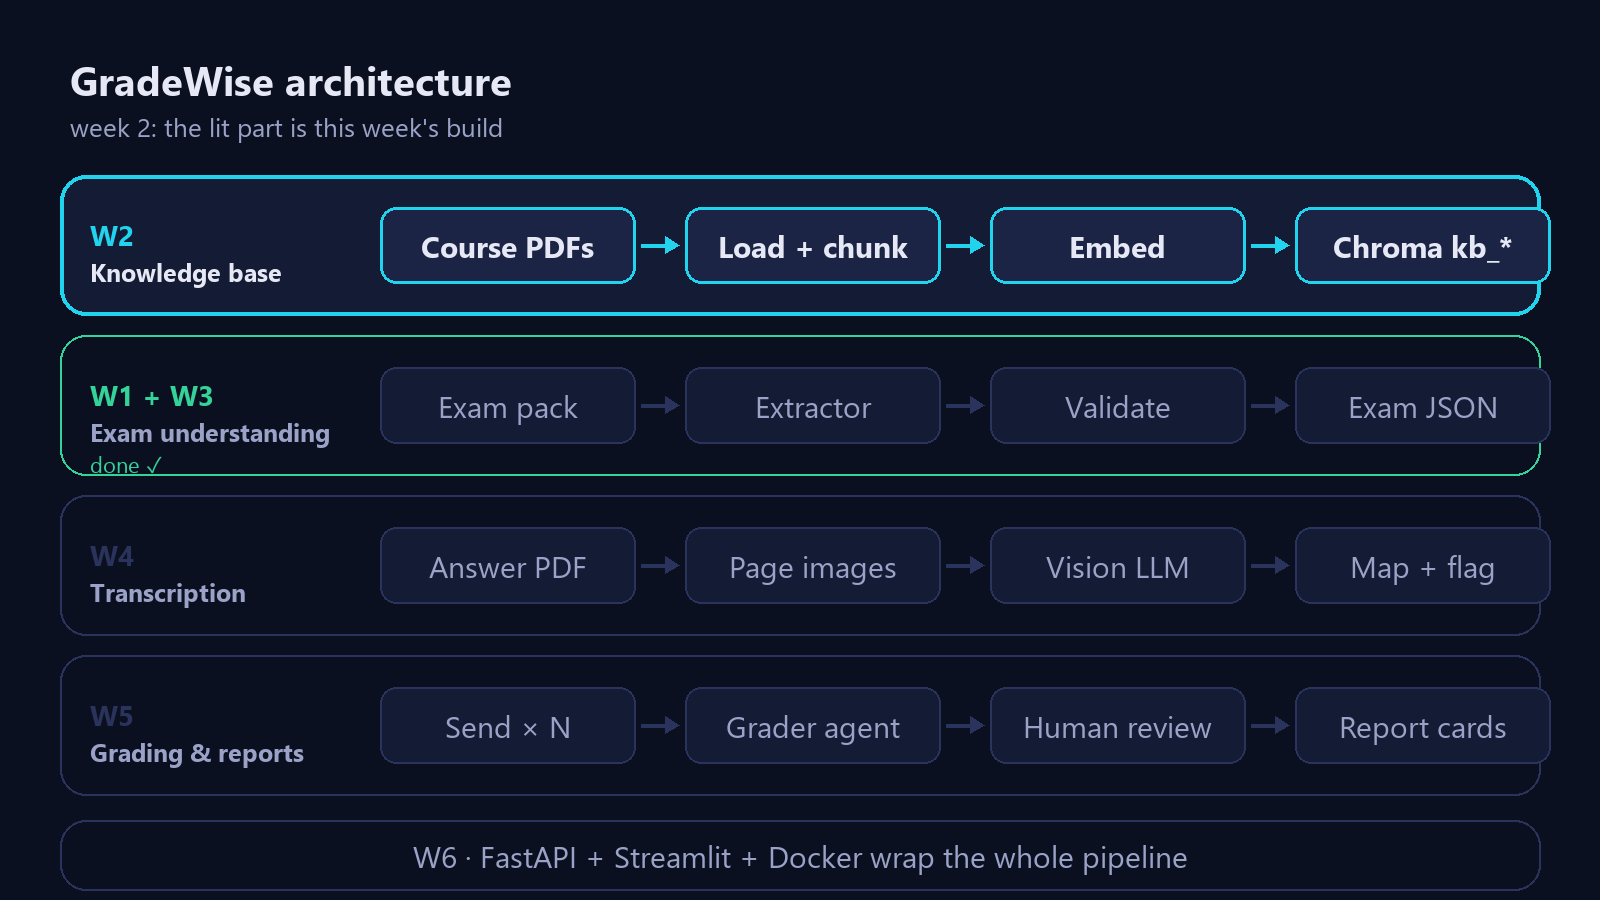 GradeWise architecture
week 2: the lit part is this week's build
W2
Knowledge base
Course PDFs
Load + chunk
Embed
Chroma kb_*
W1 + W3
Exam understanding
done ✓
Exam pack
Extractor
Validate
Exam JSON
W4
Transcription
Answer PDF
Page images
Vision LLM
Map + flag
W5
Grading & reports
Send × N
Grader agent
Human review
Report cards
W6 · FastAPI + Streamlit + Docker wrap the whole pipeline